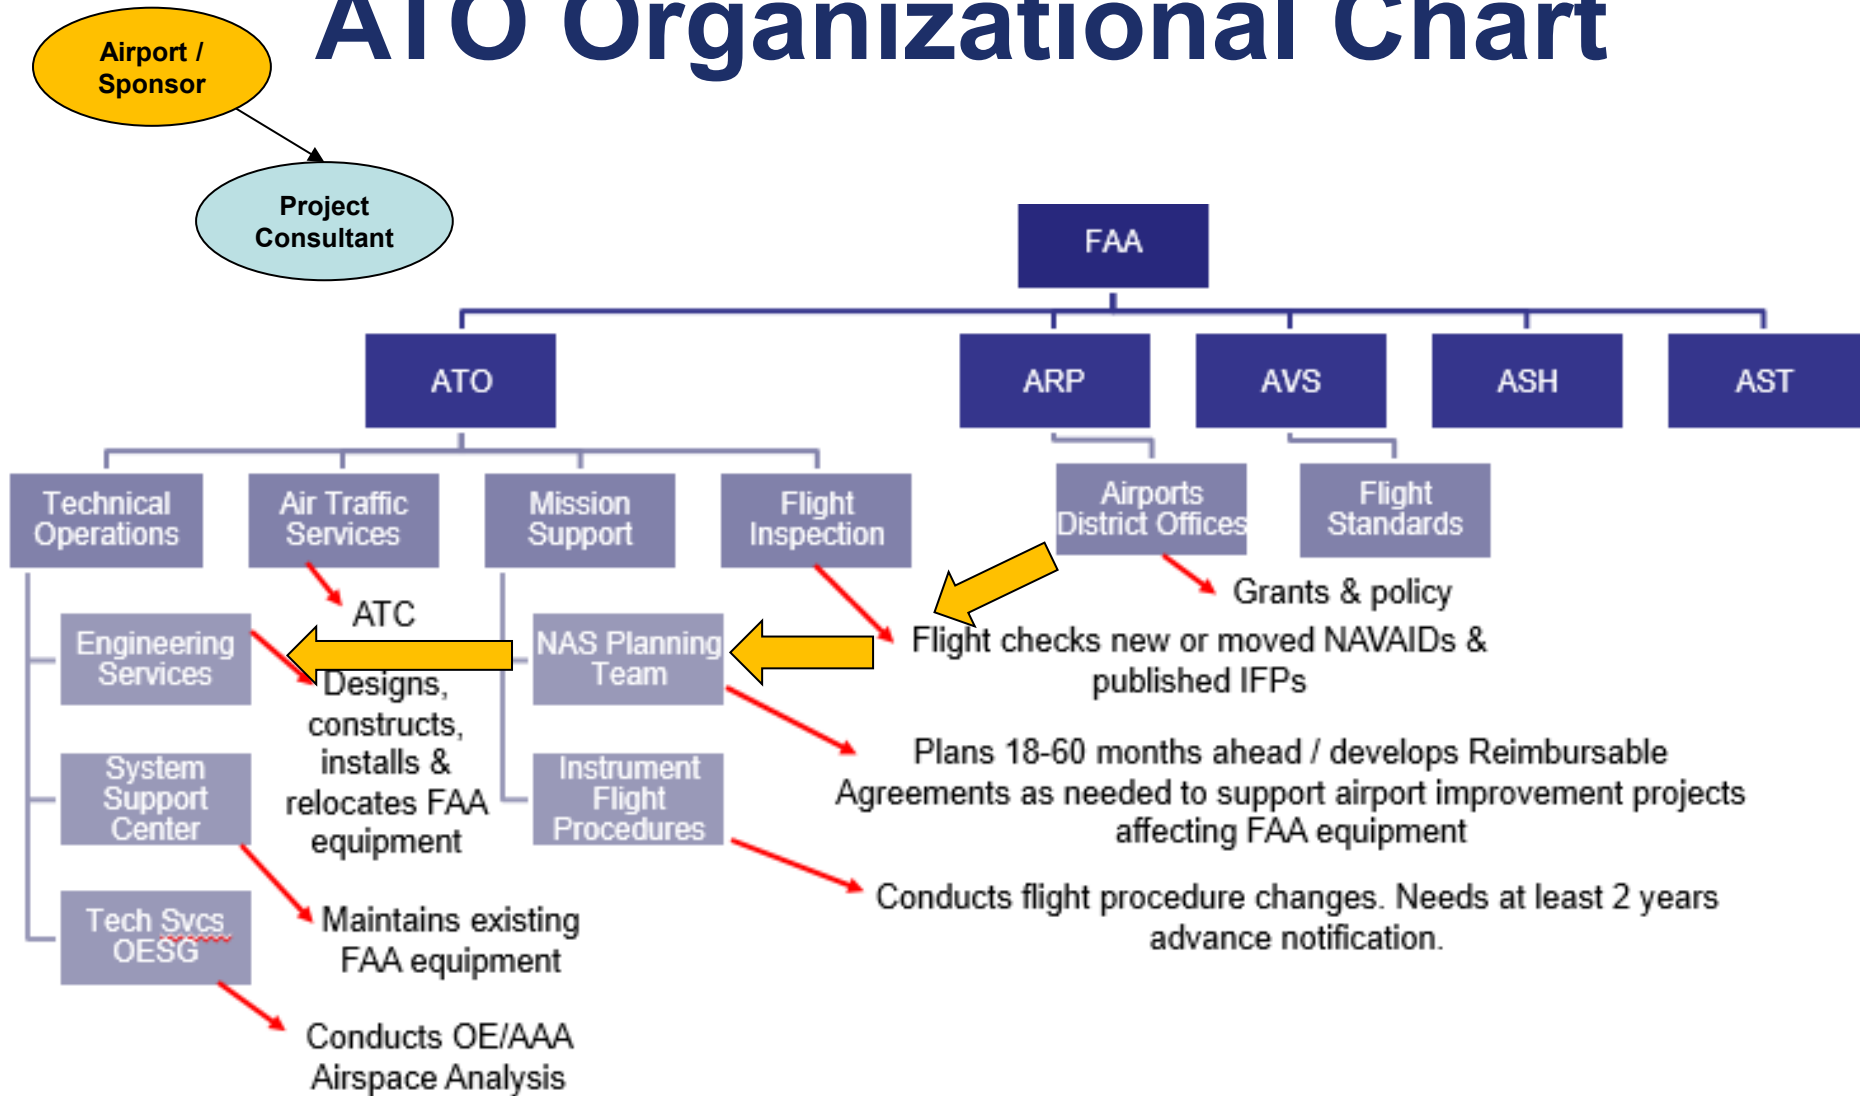 ATO Organizational Chart
Airport /
Sponsor
Project
Consultant
FAA
ATO
ARP
AVS
ASH
AST
Technical
Operations
Air Traffic
Services
Mission
Support
Flight
Inspection
Airports
District Offices
Flight
Standards
ATC
Grants & policy
Engineering
Services
NAS Planning
Team
Flight checks new or moved NAVAIDs &
published IFPs
Designs,
constructs,
installs &
relocates FAA
equipment
Plans 18-60 months ahead / develops Reimbursable
Agreements as needed to support airport improvement projects
affecting FAA equipment
System
Support
Center
Instrument
Flight
Procedures
Conducts flight procedure changes. Needs at least 2 years
advance notification.
Tech Svcs
OESG
Maintains existing
FAA equipment
Conducts OE/AAA
Airspace Analysis